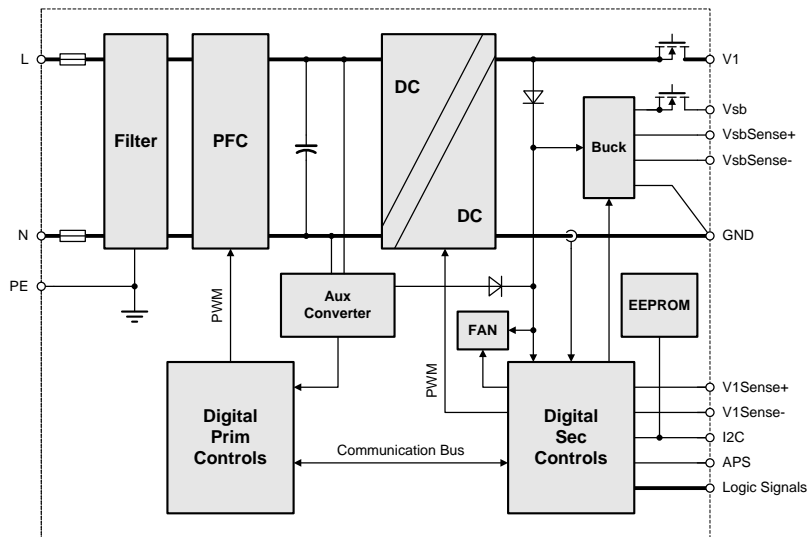 L
N
PE
Filter
PFC
DC
DC
Buck
V1
Vsb
VsbSense+
VsbSense-
GND
PWM
Aux
Converter
FAN
EEPROM
PWM
Digital
Prim
Controls
Communication Bus
Digital
Sec
Controls
V1Sense+
V1Sense-
I2C
APS
Logic Signals